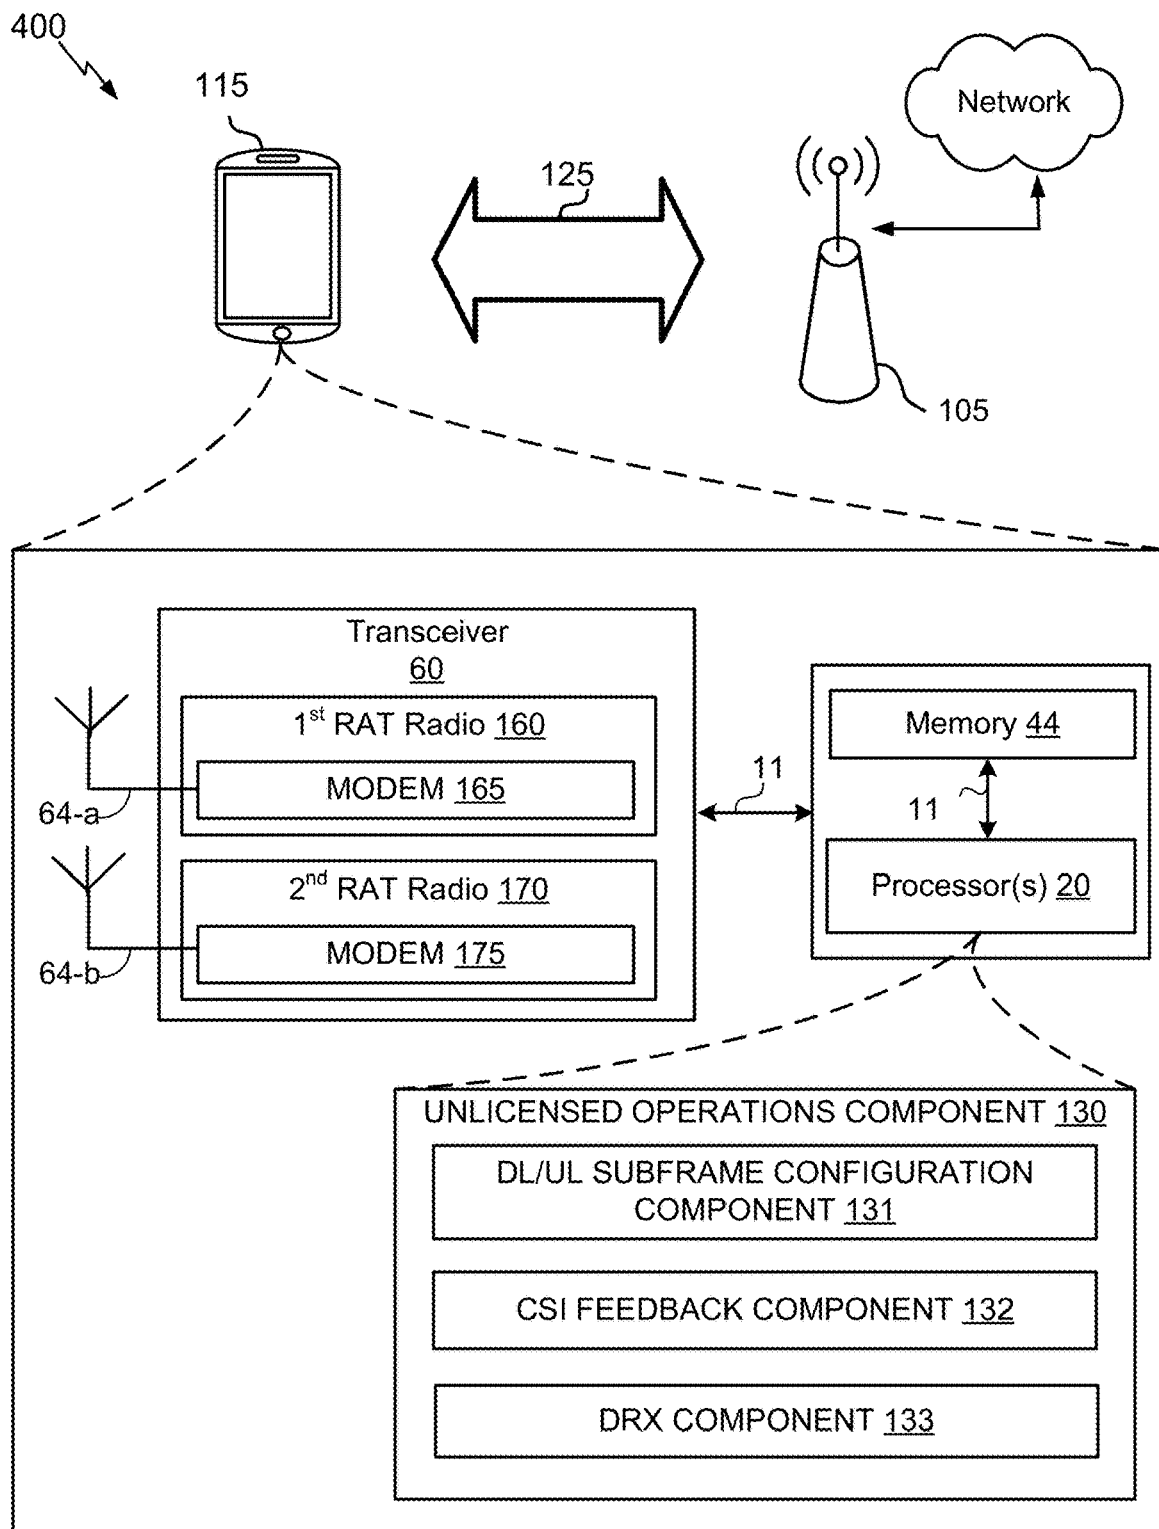 400
115
Network
125
105
Transceiver
60
1st RAT Radio 160
MODEM 165
64-a
2nd RAT Radio 170
MODEM 175
64-b
11
Memory 44
11
Processor(s) 20
UNLICENSED OPERATIONS COMPONENT 130
DL/UL SUBFRAME CONFIGURATION
COMPONENT 131
CSI FEEDBACK COMPONENT 132
DRX COMPONENT 133